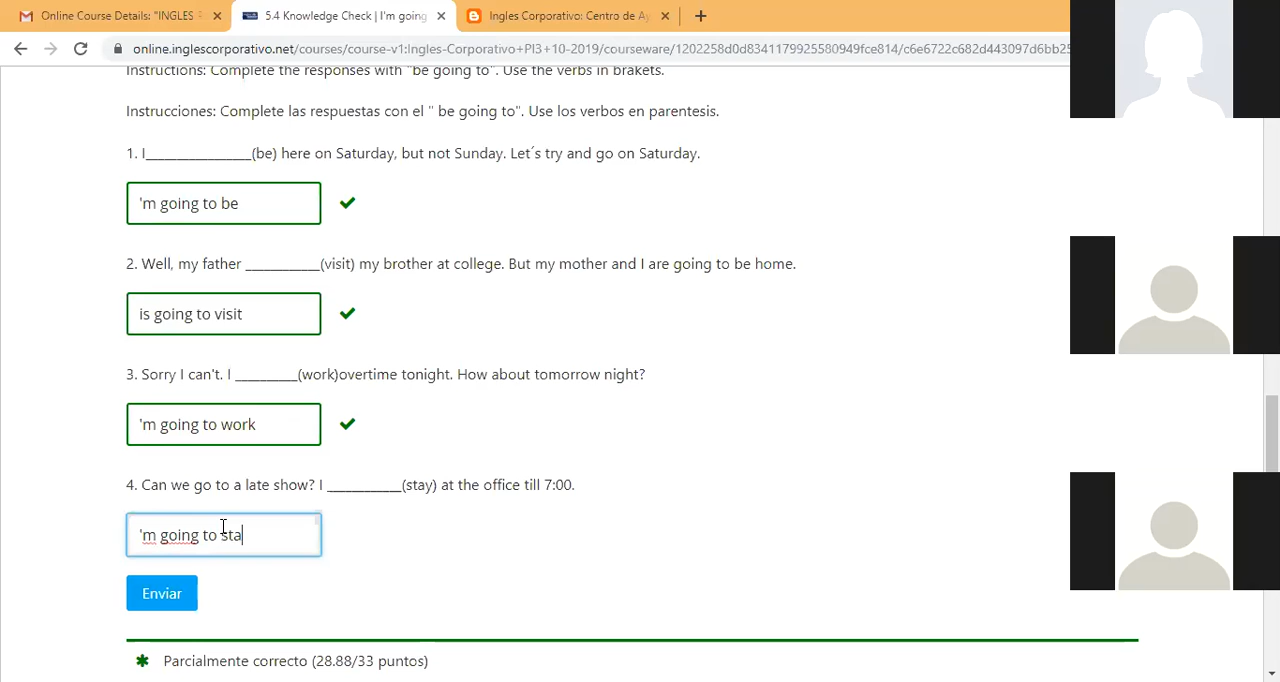 Online Course Details: "INGLES
5.4 Knowledge Check | I'm going
Ingles Corporativo: Centro de Ay
online.inglescorporativo.net/courses/course-v1:Ingles-Corporativo+PI3+10-2019/courseware/1202258d0d8341179925580949fce814/c6e6722c682d443097d6bb25
Instructions: Complete the responses with "be going to". Use the verbs in brakets.
Instrucciones: Complete las respuestas con el " be going to". Use los verbos en parentesis.
1. I_______________(be) here on Saturday, but not Sunday. Let´s try and go on Saturday.
'm going to be
2. Well, my father ___________(visit) my brother at college. But my mother and I are going to be home.
is going to visit
3. Sorry I can't. I _________(work)overtime tonight. How about tomorrow night?
'm going to work
4. Can we go to a late show? I ___________(stay) at the office till 7:00.
'm going to sta
Enviar
Parcialmente correcto (28.88/33 puntos)